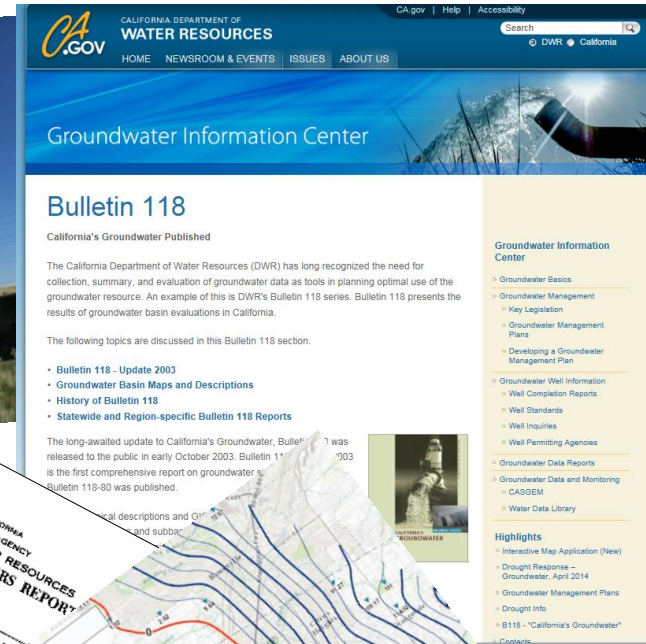 CA.gov | Help | Accessibility
CA
.GOV
CALIFORNIA DEPARTMENT OF
WATER RESOURCES
Search
DWR California
HOME NEWSROOM & EVENTS ISSUES ABOUT US
Groundwater Information Center
Bulletin 118
California's Groundwater Published
The California Department of Water Resources (DWR) has long recognized the need for
collection, summary, and evaluation of groundwater data as tools in planning optimal use of the
groundwater resource. An example of this is DWR's Bulletin 118 series. Bulletin 118 presents the
results of groundwater basin evaluations in California.
The following topics are discussed in this Bulletin 118 section.
• Bulletin 118 - Update 2003
• Groundwater Basin Maps and Descriptions
• History of Bulletin 118
• Statewide and Region-specific Bulletin 118 Reports
The long-awaited update to California's Groundwater, was
released to the public in early October 2003. Bulletin
is the first comprehensive report on groundwater
Bulletin 118-80 was published.
descriptions and
and
GROUNDWATER
Groundwater Information
Center
» Groundwater Basics
» Groundwater Management
» Key Legislation
» Groundwater Management
Plans
» Developing a Groundwater
Management Plan
» Groundwater Well Information
» Well Completion Reports
» Well Standards
» Well Inquiries
» Well Permitting Agencies
» Groundwater Data Reports
» Groundwater Data and Monitoring
» CASGEM
» Water Data Library
Highlights
» Interactive Map Application (New)
» Drought Response –
Groundwater, April 2014
» Groundwater Management Plans
» Drought Info
» B118 - "California's Groundwater"
» Contacts
AGENCY
RESOURCES
REPORT
0